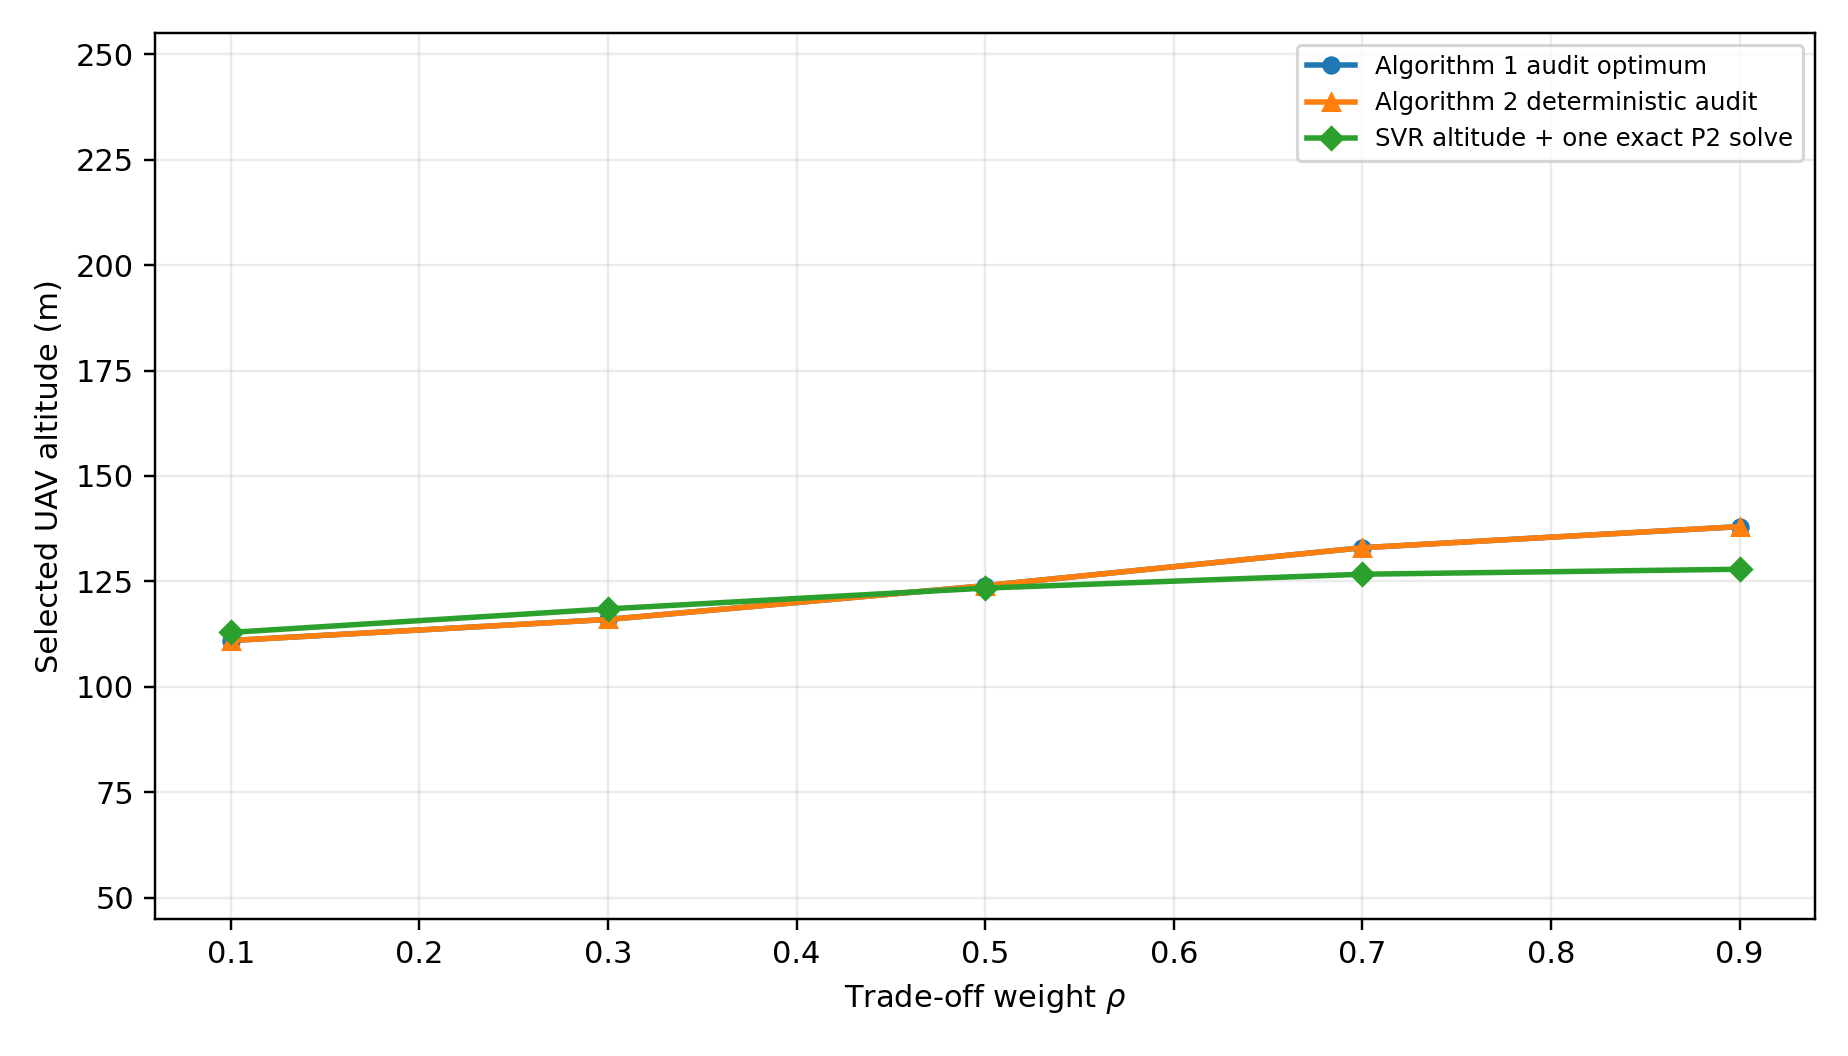 250
225
200
175
150
125
100
75
50
Selected UAV altitude (m)
Algorithm 1 audit optimum
Algorithm 2 deterministic audit
SVR altitude + one exact P2 solve
0.1 0.2 0.3 0.4 0.5 0.6 0.7 0.8 0.9
Trade-off weight ρ